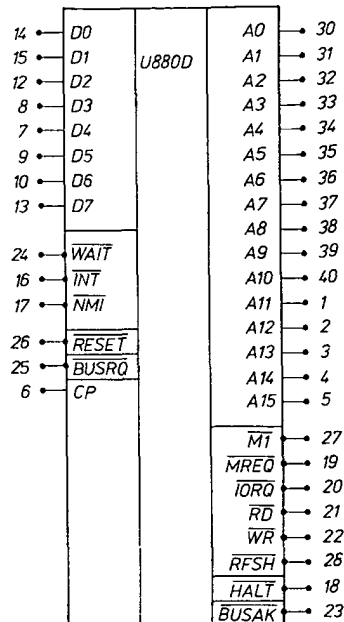 14 D0
15 D1
12 D2
8 D3
7 D4
9 D5
10 D6
13 D7
24 WAIT
16 INT
17 NMI
26 RESET
25 BUSRQ
6 CP
U880D
A0 30
A1 31
A2 32
A3 33
A4 34
A5 35
A6 36
A7 37
A8 38
A9 39
A10 40
A11 1
A12 2
A13 3
A14 4
A15 5
M1 27
MREQ 19
IORQ 20
RD 21
WR 22
RFSH 28
HALT 18
BUSAK 23